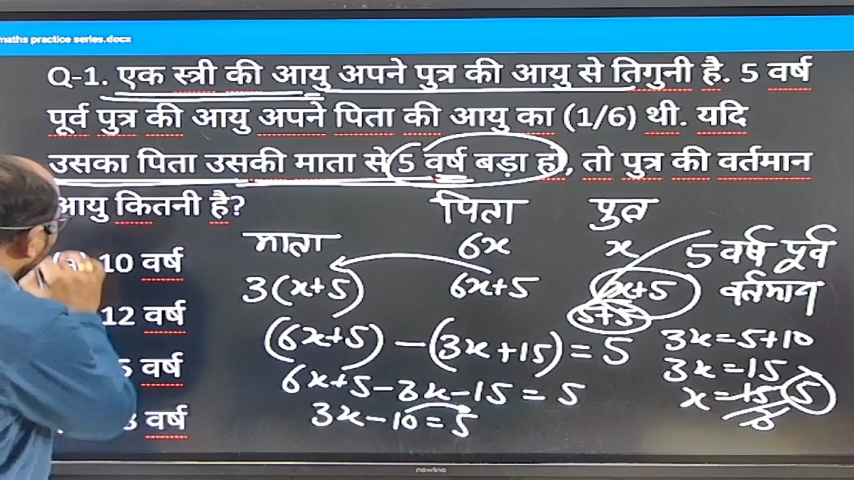 maths practice series.docx
Q-1. एक स्त्री की आयु अपने पुत्र की आयु से तिगुनी है. 5 वर्ष
पूर्व पुत्र की आयु अपने पिता की आयु का (1/6) थी. यदि
उसका पिता उसकी माता से 5 वर्ष बड़ा हो, तो पुत्र की वर्तमान
आयु कितनी है?
पिता पुत्र
माता 6x x 5 वर्ष पूर्व
10 वर्ष
3(x+5) 6x+5 x+5 वर्तमान
12 वर्ष
5+5
(6x+5) - (3x+15) = 5 3x=5+10
वर्ष
6x+5-3x-15 = 5 3x=15
3x-10=5 x=15 5
वर्ष
newline